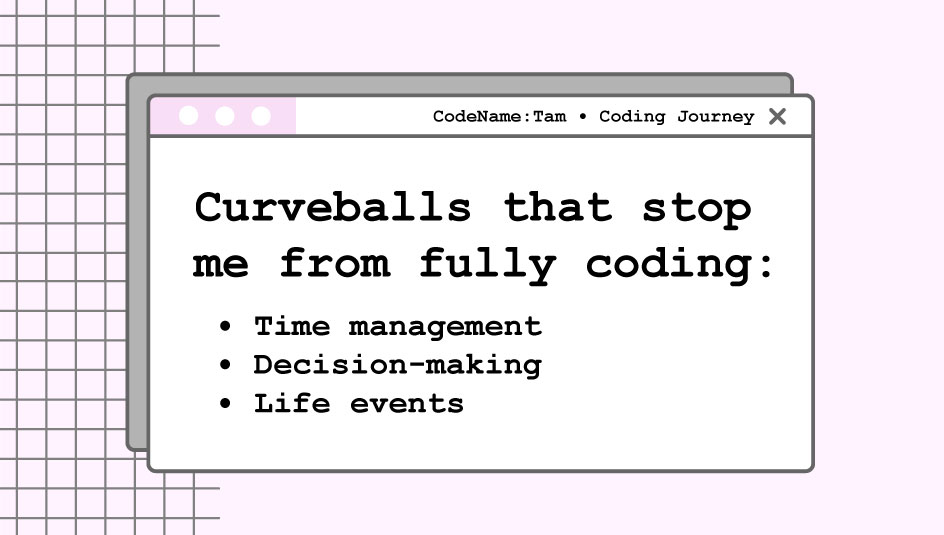 CodeName:Tam • Coding Journey
Curveballs that stop
me from fully coding:
• Time management
• Decision-making
• Life events